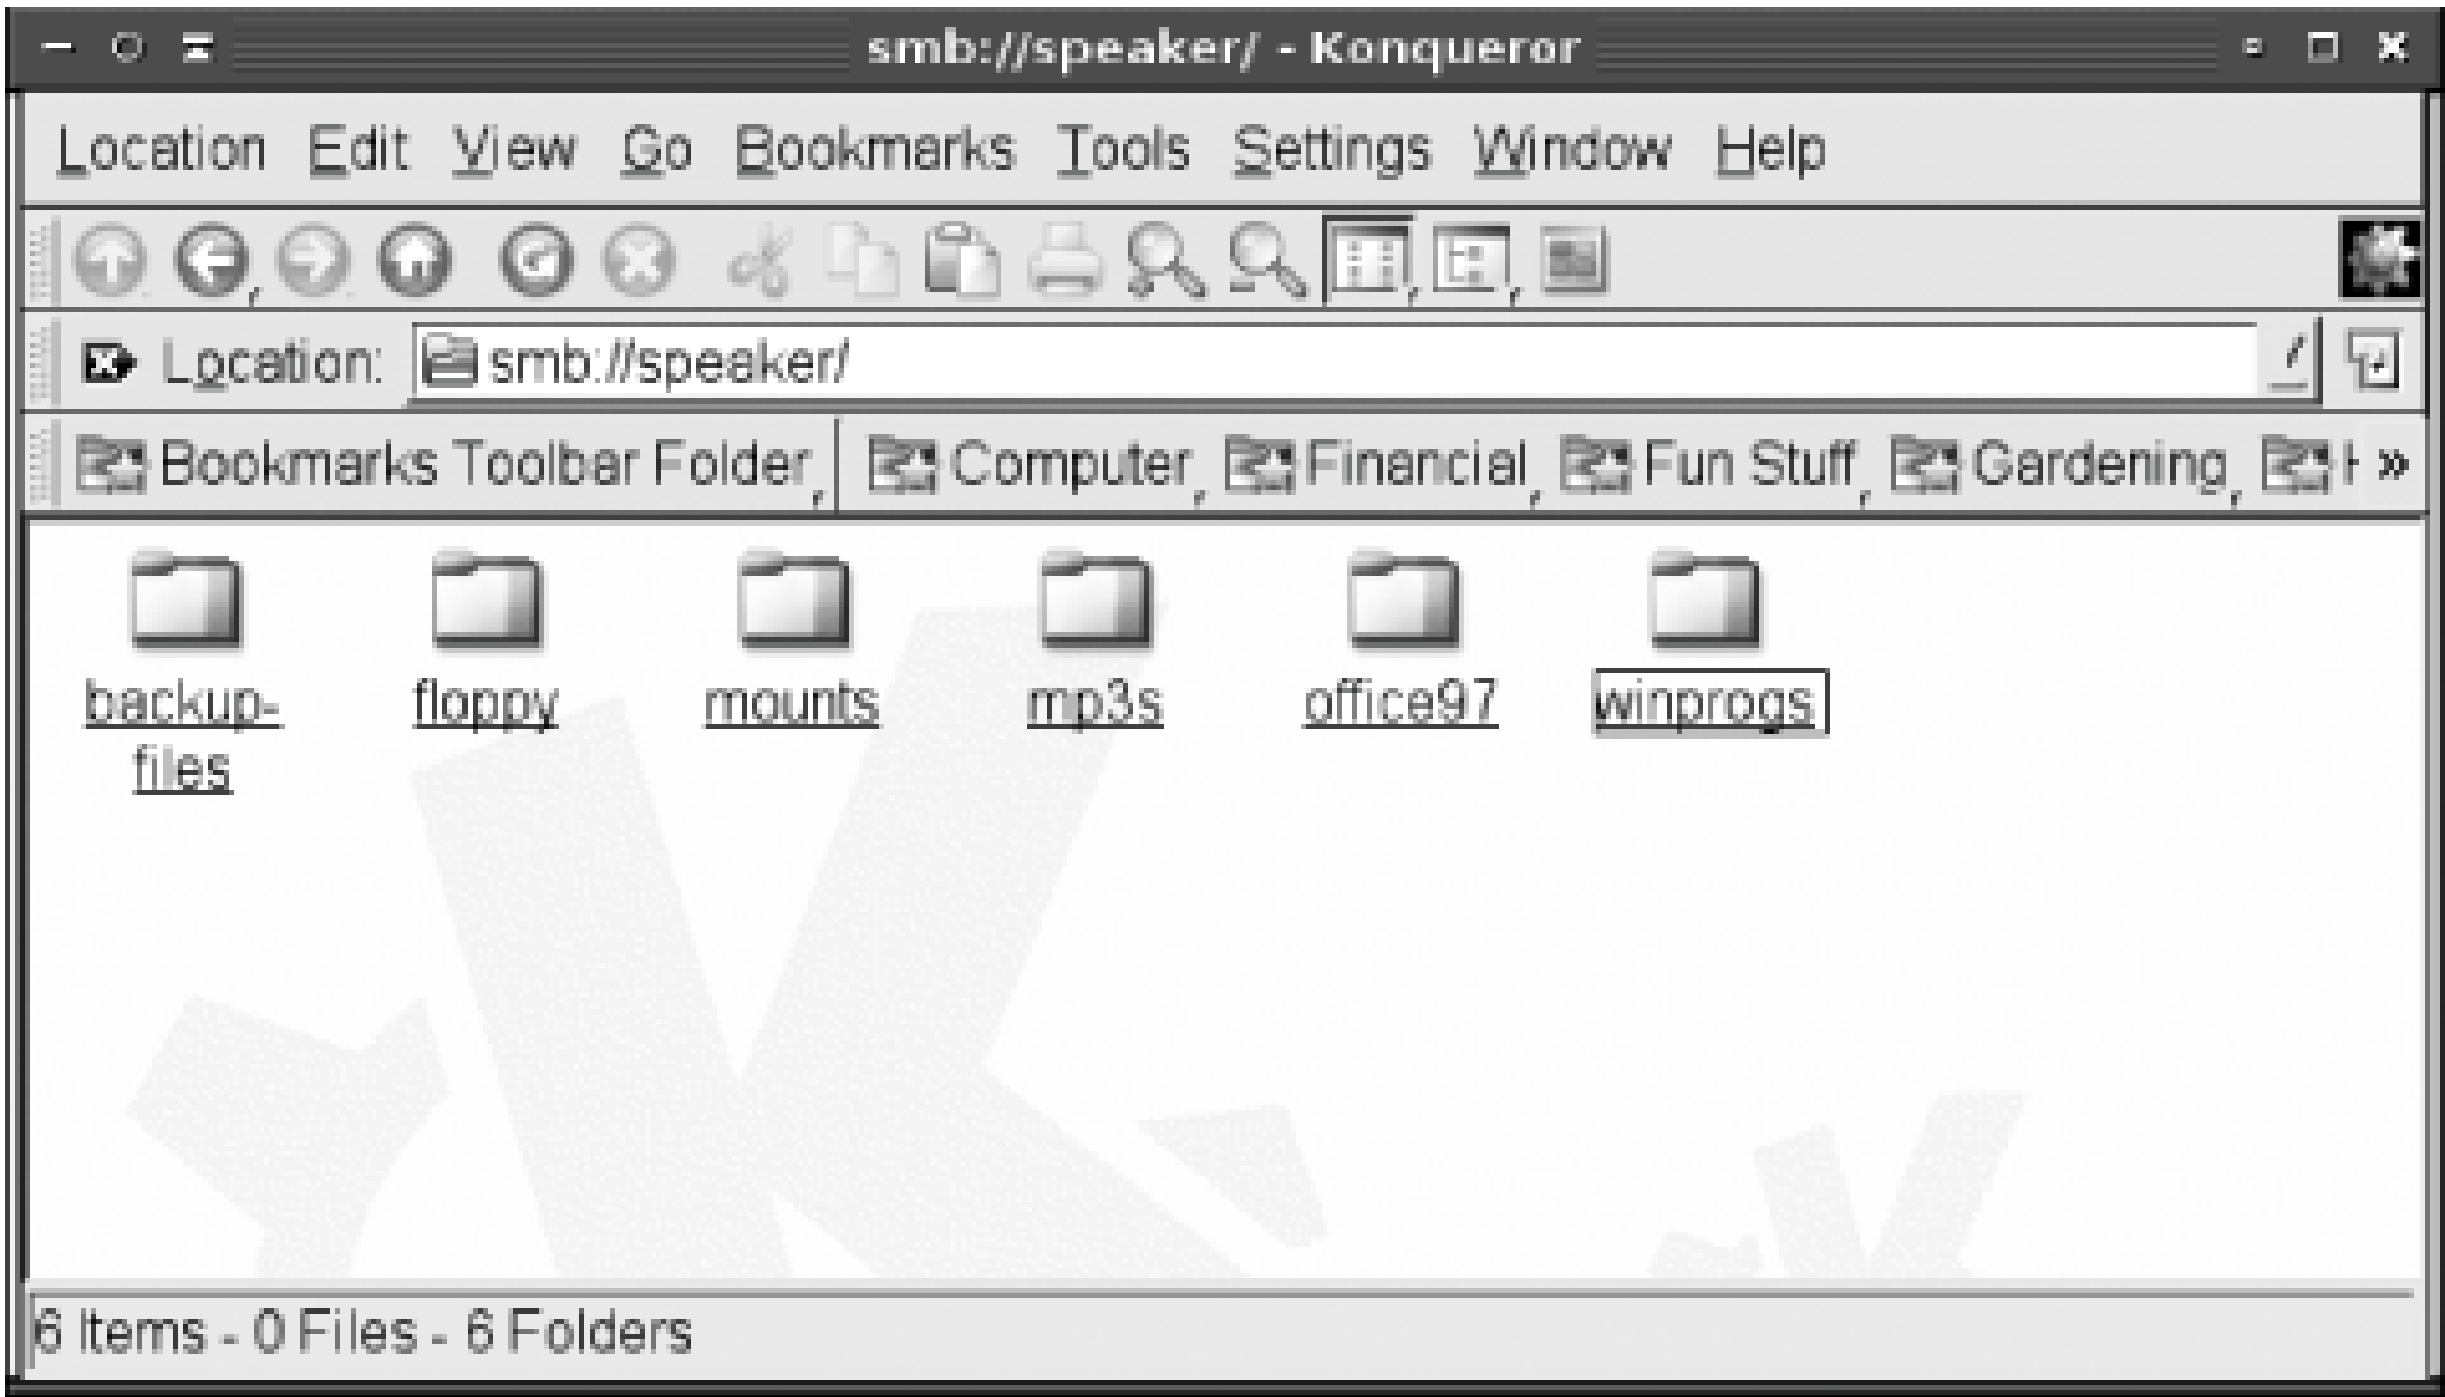 smb://speaker/ - Konqueror
Location Edit View Go Bookmarks Tools Settings Window Help
Location: smb://speaker/
Bookmarks Toolbar Folder Computer Financial Fun Stuff Gardening »
backup- floppy mounts mp3s office97 winprogs
files
6 Items - 0 Files - 6 Folders